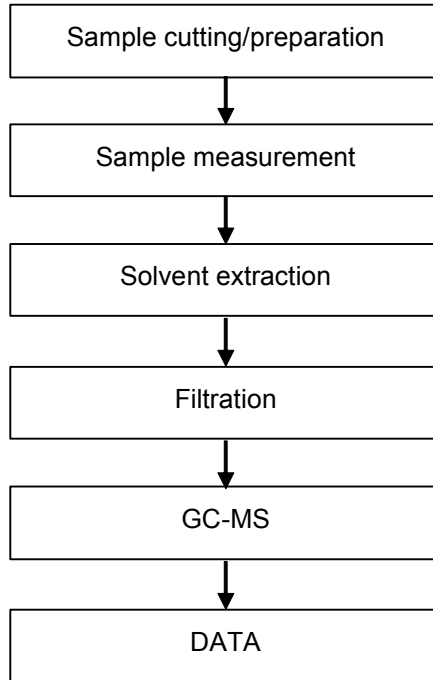 Sample cutting/preparation
Sample measurement
Solvent extraction
Filtration
GC-MS
DATA